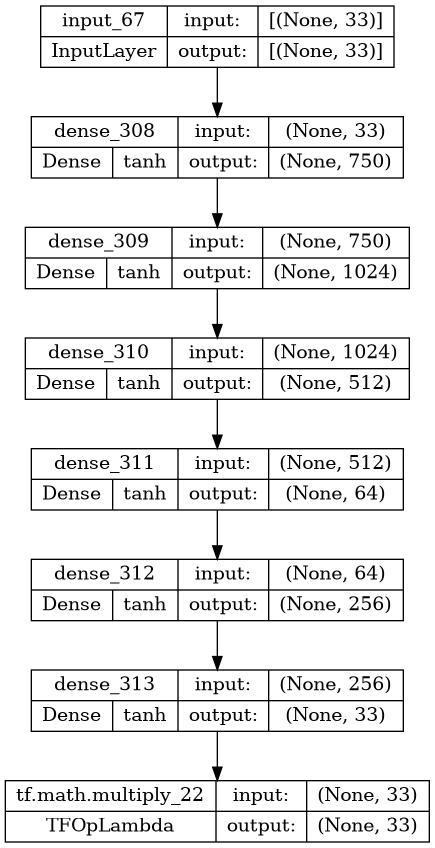 input_67 input: [(None, 33)]
InputLayer output: [(None, 33)]
dense_308 input: (None, 33)
Dense tanh output: (None, 750)
dense_309 input: (None, 750)
Dense tanh output: (None, 1024)
dense_310 input: (None, 1024)
Dense tanh output: (None, 512)
dense_311 input: (None, 512)
Dense tanh output: (None, 64)
dense_312 input: (None, 64)
Dense tanh output: (None, 256)
dense_313 input: (None, 256)
Dense tanh output: (None, 33)
tf.math.multiply_22 input: (None, 33)
TFOpLambda output: (None, 33)